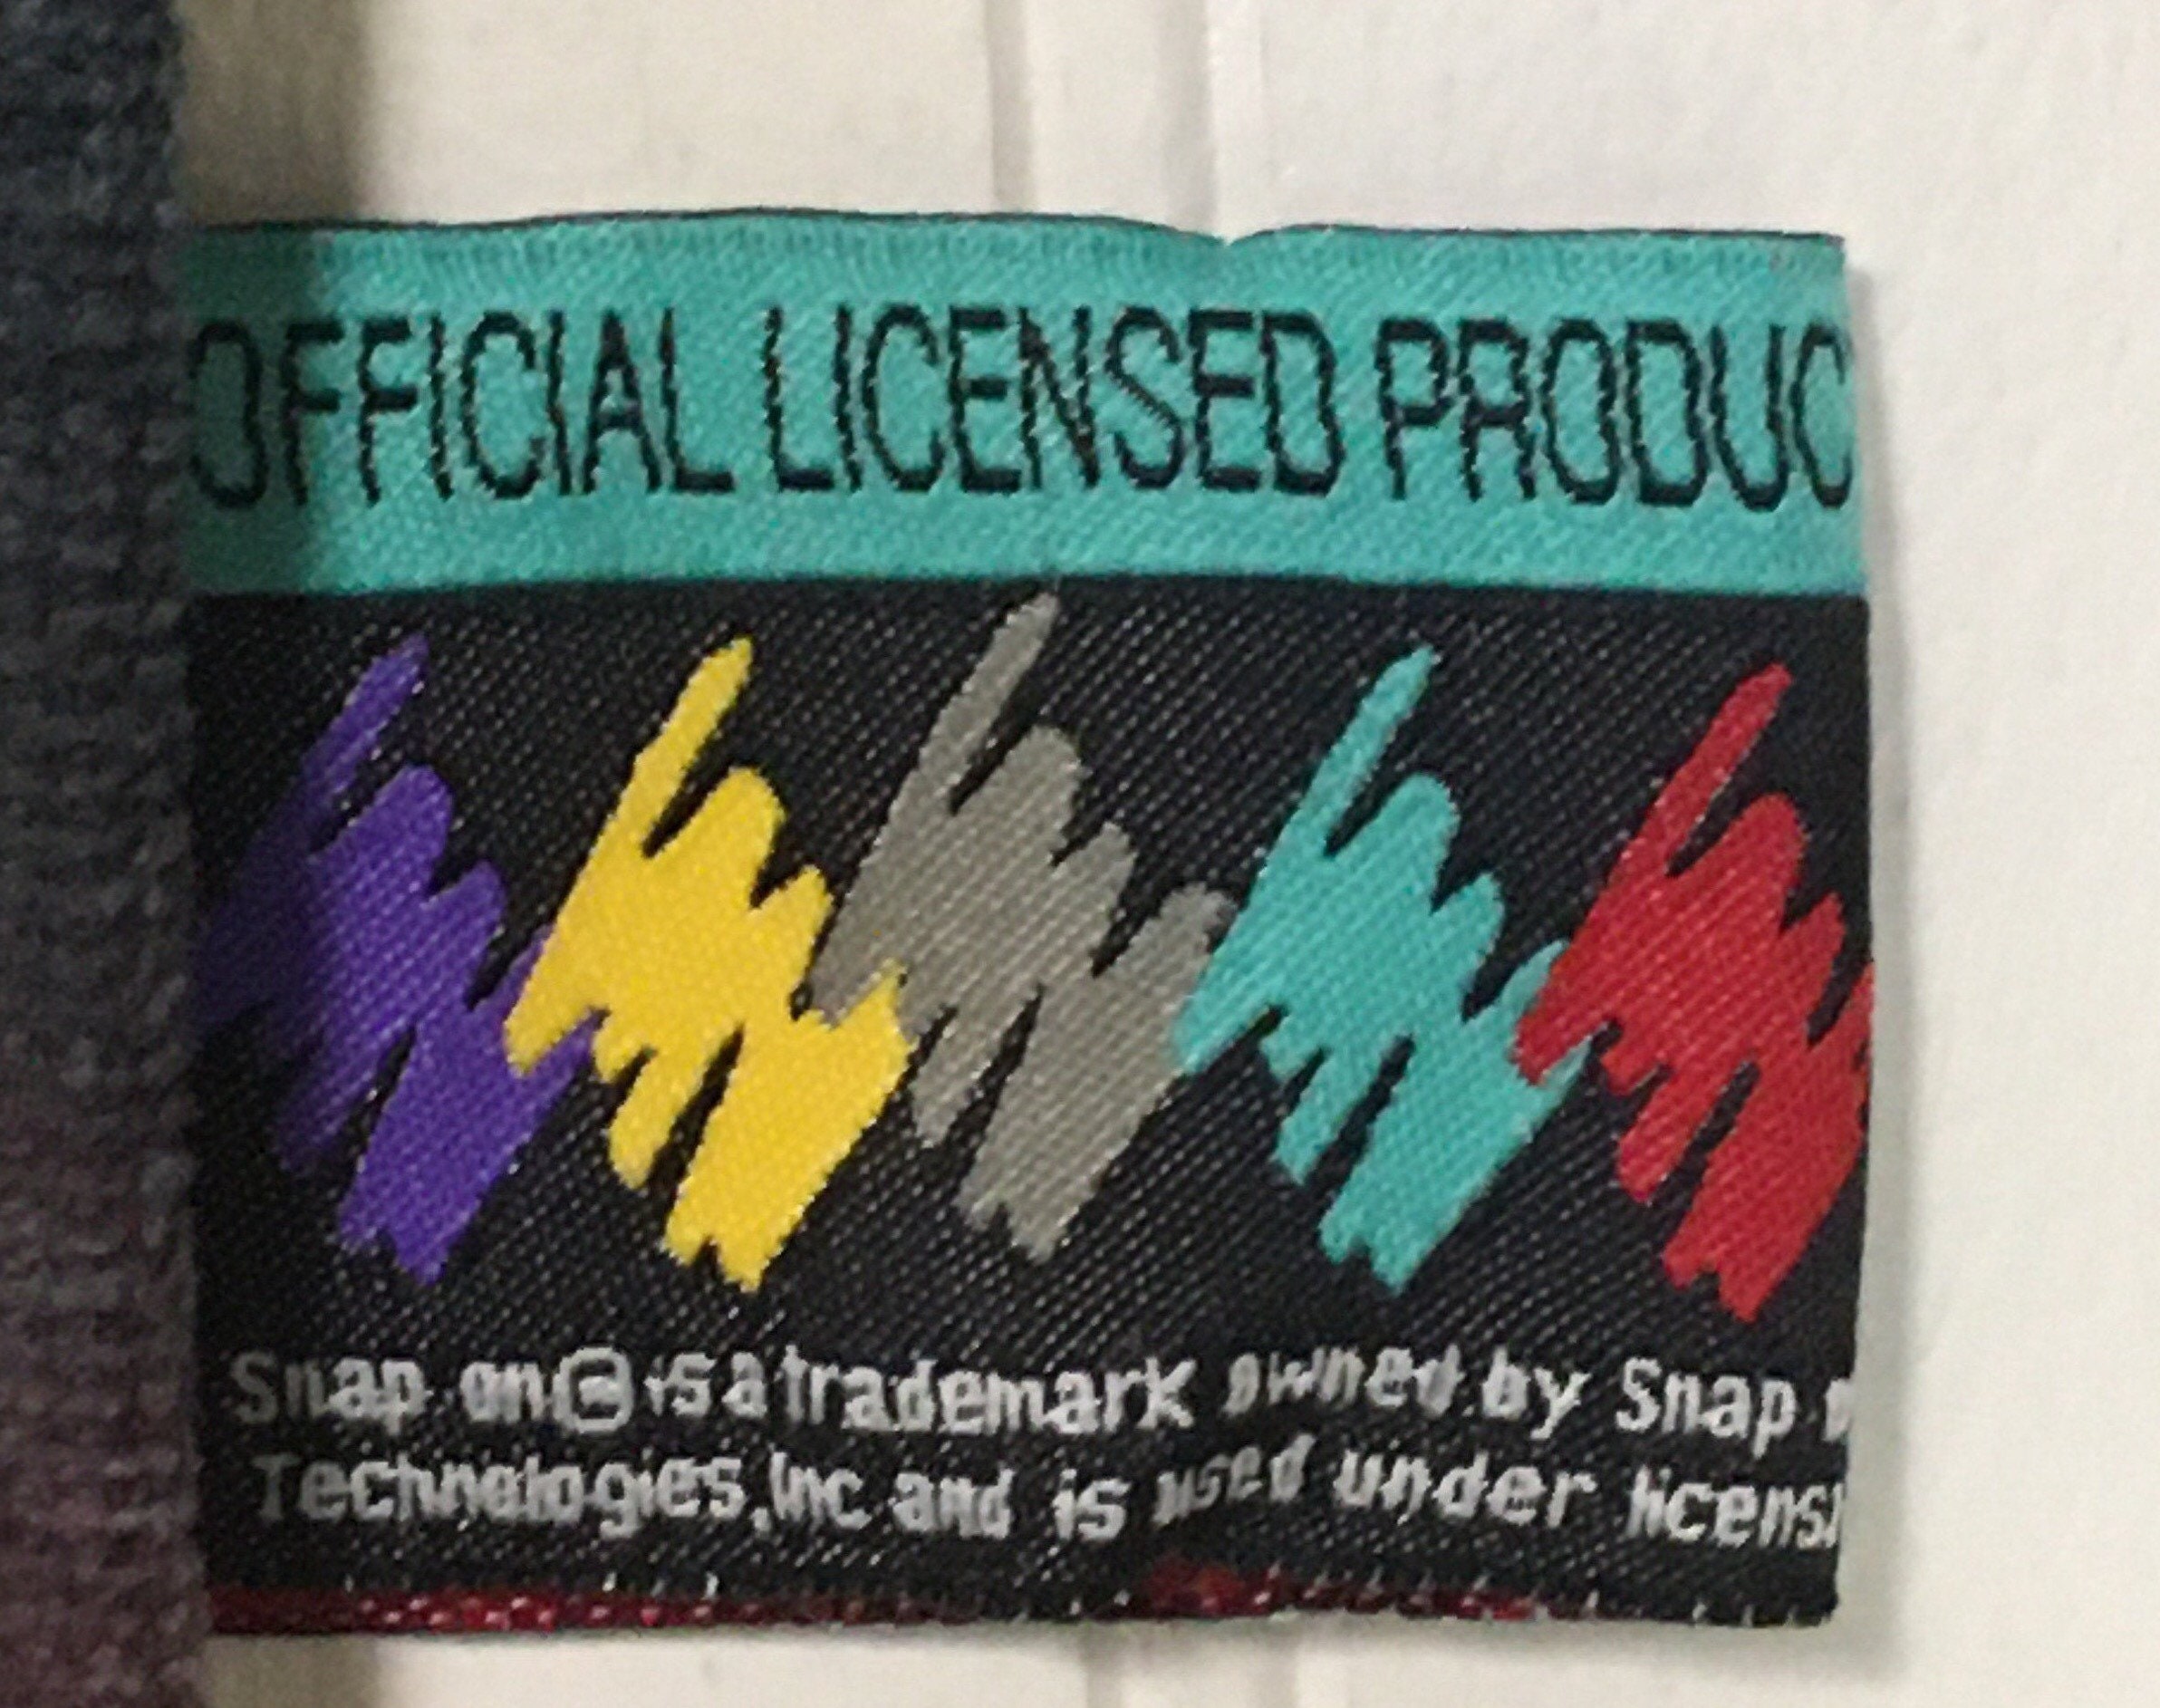 OFFICIAL LICENSED PRODUC
Snap on® is a trademark owned by Snap
Technologies, Inc and is used under licens